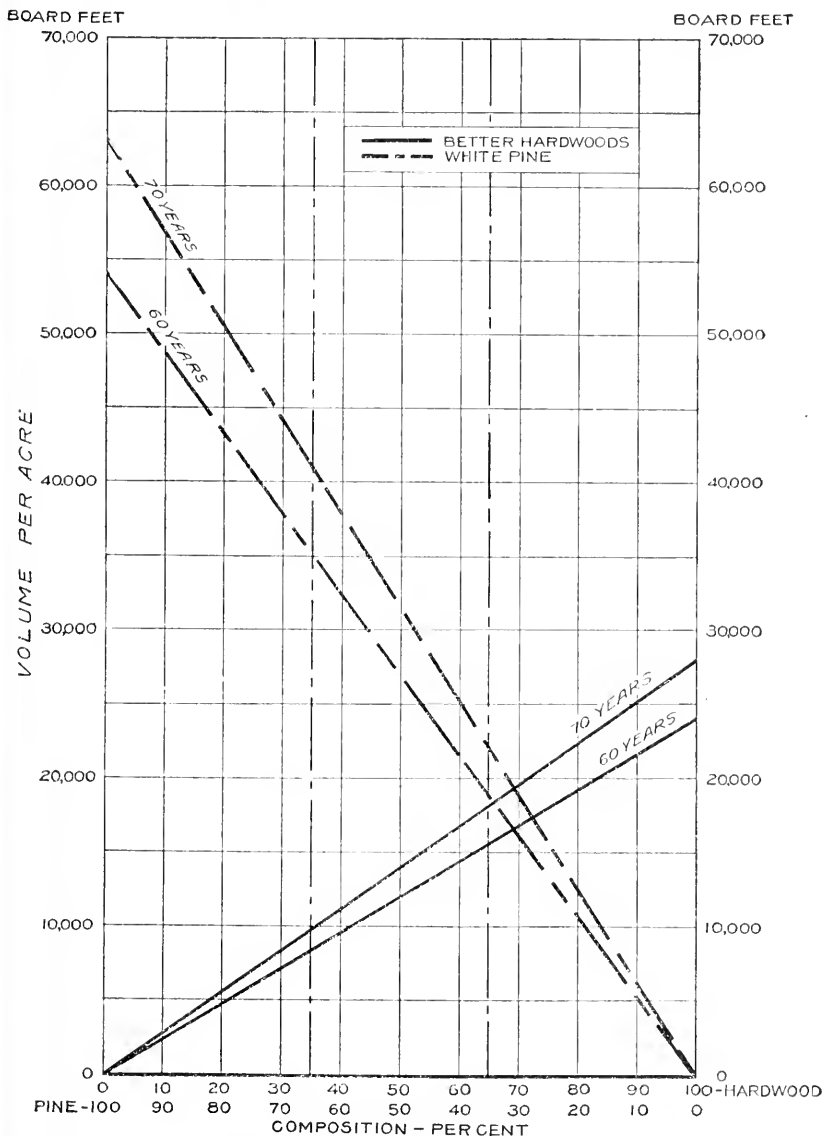 BOARD FEET BOARD FEET
70,000 70,000
BETTER HARDWOODS
WHITE PINE
60,000 60,000
70 YEARS
60 YEARS
50,000 50,000
VOLUME PER ACRE
40,000 40,000
30,000 30,000
70 YEARS
60 YEARS
20,000 20,000
10,000 10,000
0 0
0 10 20 30 40 50 60 70 80 90 100-HARDWOOD
PINE-100 90 80 70 60 50 40 30 20 10 0
COMPOSITION - PER CENT